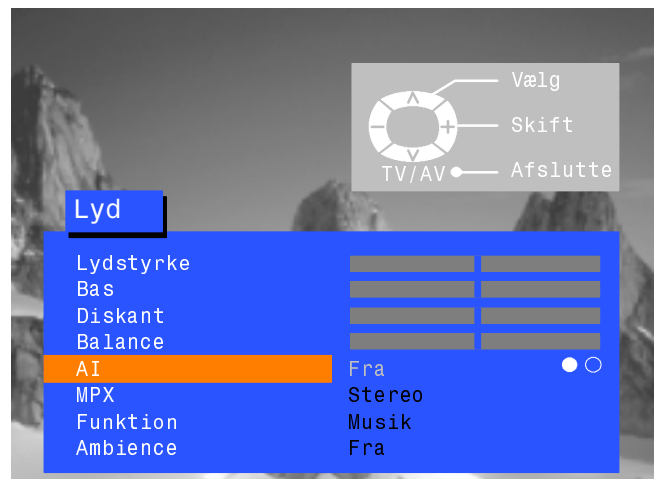 Vælg
Skift
TV/AV Afslutte
Lyd
Lydstyrke
Bas
Diskant
Balance
AI Fra
MPX Stereo
Funktion Musik
Ambience Fra